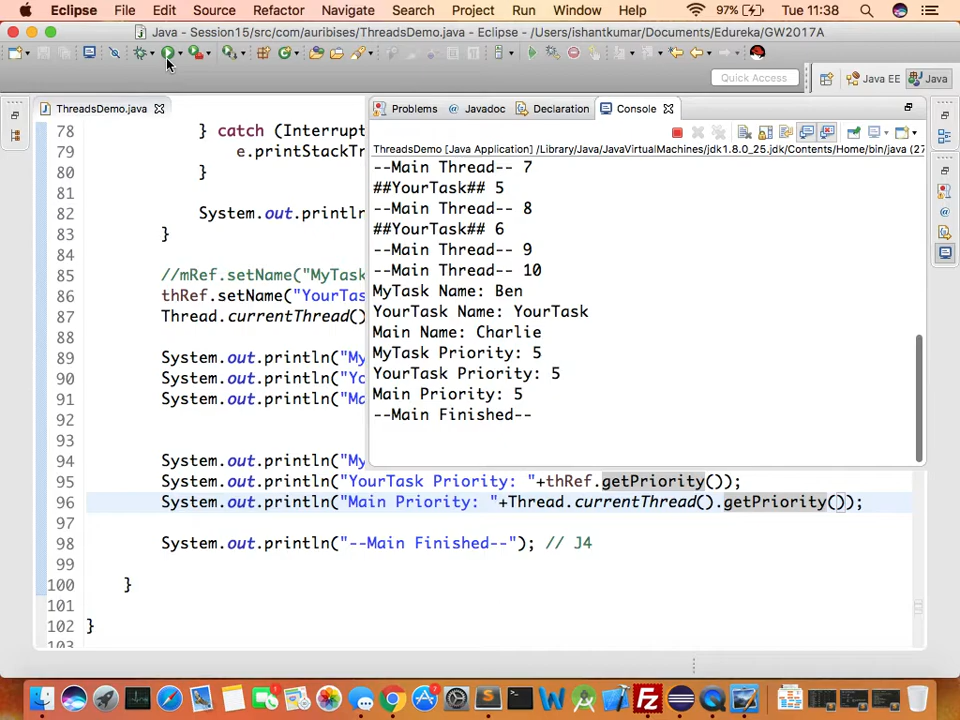 Eclipse File Edit Source Refactor Navigate Search Project Run Window Help 97% Tue 11:38
Java - Session15/src/com/auribises/ThreadsDemo.java - Eclipse - /Users/ishantkumar/Documents/Edureka/GW2017A
Quick Access Java EE Java
ThreadsDemo.java
78 } catch (Interrupt
79 e.printStackTr
80 }
81
82 System.out.println
83 }
84
85 //mRef.setName("MyTask
86 thRef.setName("YourTas
87 Thread.currentThread()
88
89 System.out.println("My
90 System.out.println("Yo
91 System.out.println("Ma
92
93
94 System.out.println("My
95 System.out.println("YourTask Priority: "+thRef.getPriority());
96 System.out.println("Main Priority: "+Thread.currentThread().getPriority());
97
98 System.out.println("--Main Finished--"); // J4
99
100 }
101
102 }
103
Problems Javadoc Declaration Console
ThreadsDemo [Java Application] /Library/Java/JavaVirtualMachines/jdk1.8.0_25.jdk/Contents/Home/bin/java (27
--Main Thread-- 7
##YourTask## 5
--Main Thread-- 8
##YourTask## 6
--Main Thread-- 9
--Main Thread-- 10
MyTask Name: Ben
YourTask Name: YourTask
Main Name: Charlie
MyTask Priority: 5
YourTask Priority: 5
Main Priority: 5
--Main Finished--